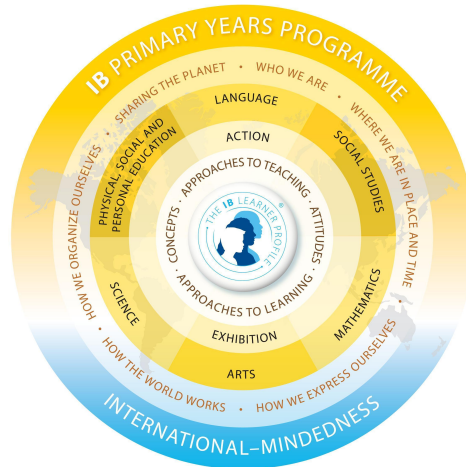 IB PRIMARY YEARS PROGRAMME
SHARING THE PLANET • WHO WE ARE • WHERE WE ARE IN PLACE AND TIME •
HOW WE EXPRESS OURSELVES • HOW THE WORLD WORKS • HOW WE ORGANIZE OURSELVES •
LANGUAGE
SOCIAL STUDIES
MATHEMATICS
ARTS
SCIENCE
PHYSICAL, SOCIAL AND
PERSONAL EDUCATION
ACTION
EXHIBITION
APPROACHES TO TEACHING · ATTITUDES ·
APPROACHES TO LEARNING · CONCEPTS ·
THE IB LEARNER PROFILE
®
INTERNATIONAL–MINDEDNESS